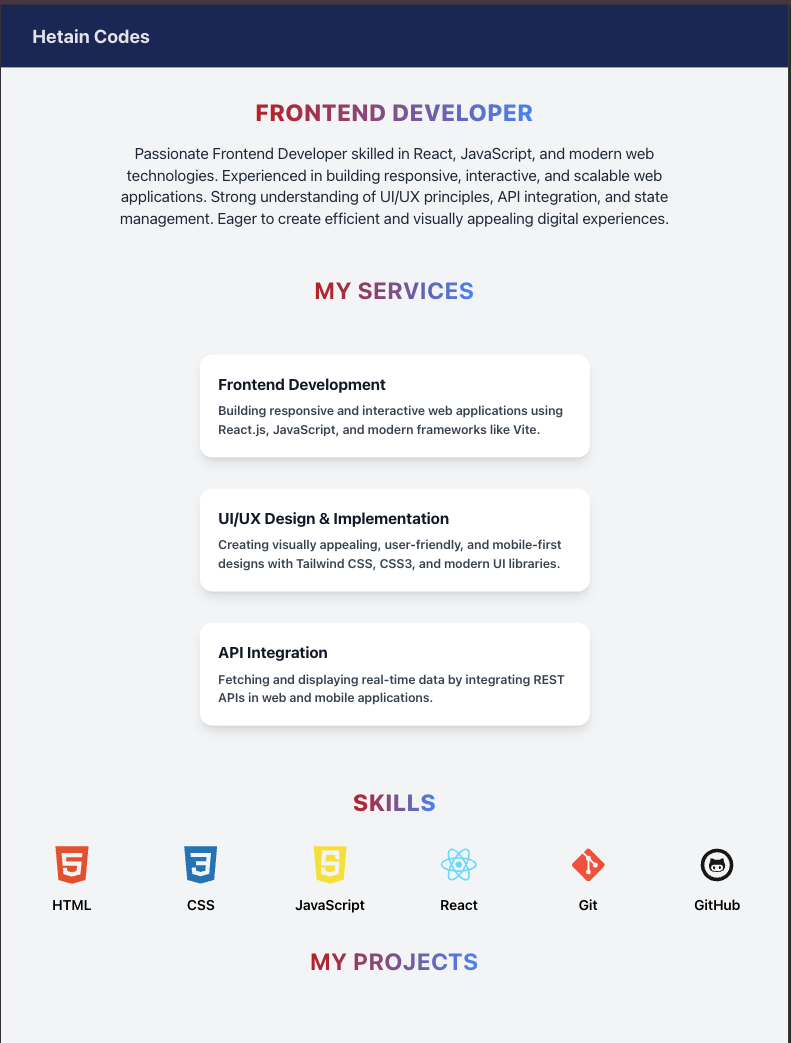 Hetain Codes
FRONTEND DEVELOPER
Passionate Frontend Developer skilled in React, JavaScript, and modern web
technologies. Experienced in building responsive, interactive, and scalable web
applications. Strong understanding of UI/UX principles, API integration, and state
management. Eager to create efficient and visually appealing digital experiences.
MY SERVICES
Frontend Development
Building responsive and interactive web applications using
React.js, JavaScript, and modern frameworks like Vite.
UI/UX Design & Implementation
Creating visually appealing, user-friendly, and mobile-first
designs with Tailwind CSS, CSS3, and modern UI libraries.
API Integration
Fetching and displaying real-time data by integrating REST
APIs in web and mobile applications.
SKILLS
HTML CSS JavaScript React Git GitHub
MY PROJECTS